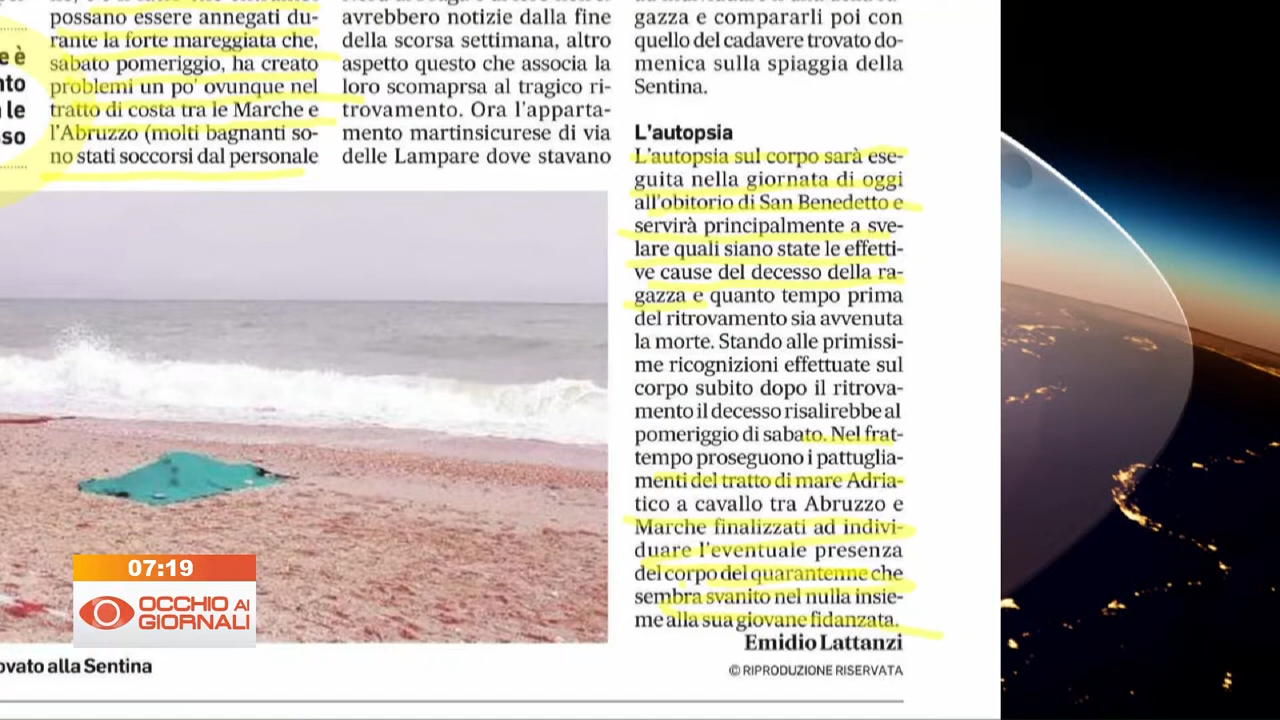 e è
nto
le
sso
possano essere annegati du-
rante la forte mareggiata che,
sabato pomeriggio, ha creato
problemi un po' ovunque nel
tratto di costa tra le Marche e
l'Abruzzo (molti bagnanti so-
no stati soccorsi dal personale
avrebbero notizie dalla fine
della scorsa settimana, altro
aspetto questo che associa la
loro scomaprsa al tragico ri-
trovamento. Ora l'apparta-
mento martinsicurese di via
delle Lampare dove stavano
gazza e compararli poi con
quello del cadavere trovato do-
menica sulla spiaggia della
Sentina.
L'autopsia
L'autopsia sul corpo sarà ese-
guita nella giornata di oggi
all'obitorio di San Benedetto e
servirà principalmente a sve-
lare quali siano state le effetti-
ve cause del decesso della ra-
gazza e quanto tempo prima
del ritrovamento sia avvenuta
la morte. Stando alle primissi-
me ricognizioni effettuate sul
corpo subito dopo il ritrova-
mento il decesso risalirebbe al
pomeriggio di sabato. Nel frat-
tempo proseguono i pattuglia-
menti del tratto di mare Adria-
tico a cavallo tra Abruzzo e
Marche finalizzati ad indivi-
duare l'eventuale presenza
del corpo del quarantenne che
sembra svanito nel nulla insie-
me alla sua giovane fidanzata.
Emidio Lattanzi
© RIPRODUZIONE RISERVATA
ovato alla Sentina
07:19
OCCHIO AI
GIORNALI